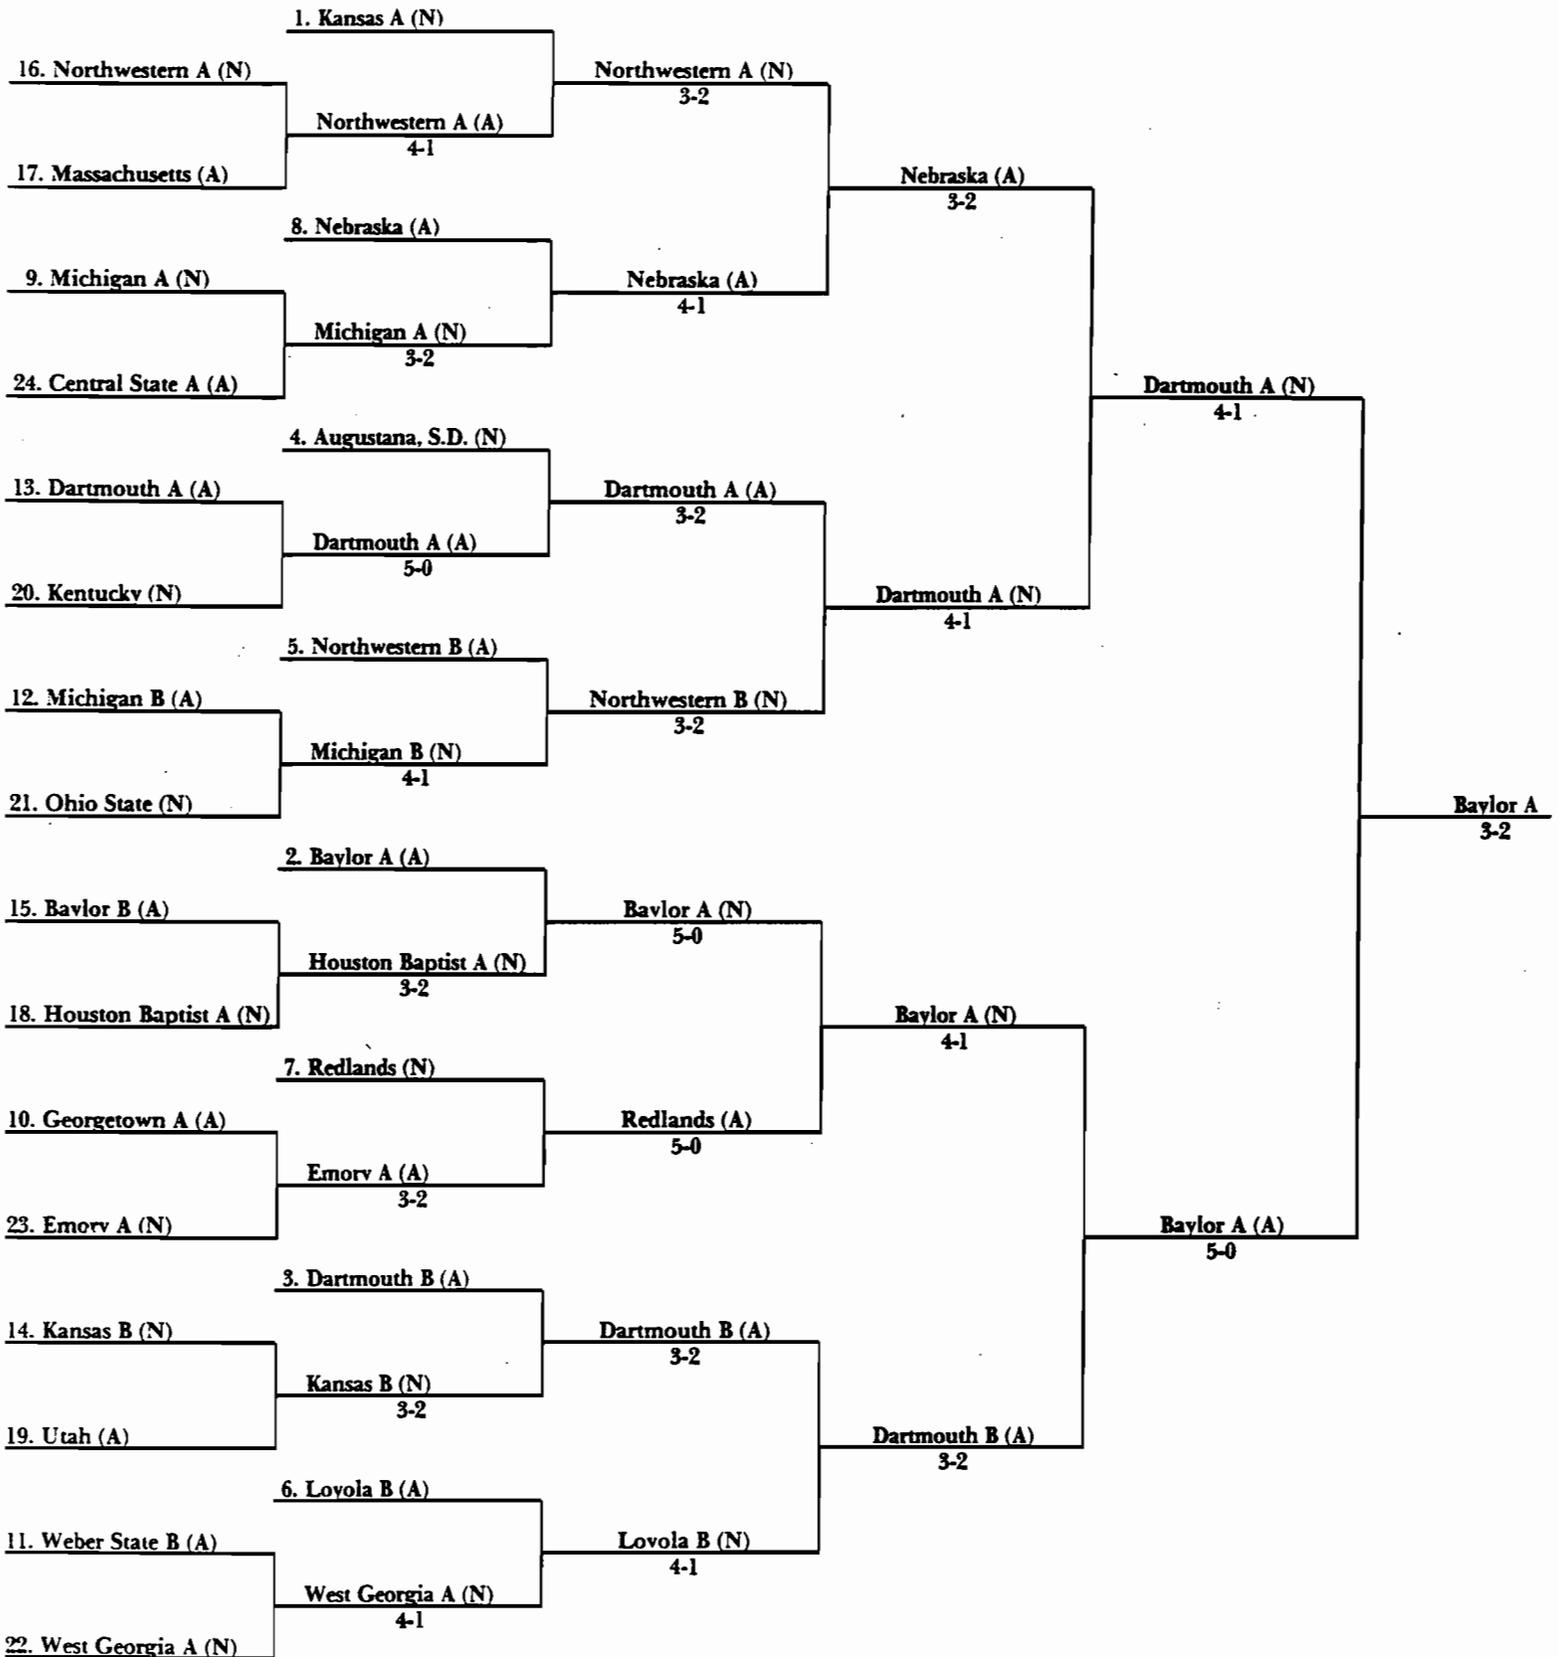 1. Kansas A (N)
16. Northwestern A (N)
Northwestern A (N)
3-2
Northwestern A (A)
4-1
17. Massachusetts (A)
Nebraska (A)
3-2
8. Nebraska (A)
9. Michigan A (N)
Nebraska (A)
4-1
Michigan A (N)
3-2
24. Central State A (A)
Dartmouth A (N)
4-1
4. Augustana, S.D. (N)
13. Dartmouth A (A)
Dartmouth A (A)
3-2
Dartmouth A (A)
5-0
20. Kentucky (N)
Dartmouth A (N)
4-1
5. Northwestern B (A)
12. Michigan B (A)
Northwestern B (N)
3-2
Michigan B (N)
4-1
21. Ohio State (N)
Baylor A
3-2
2. Baylor A (A)
15. Baylor B (A)
Baylor A (N)
5-0
Houston Baptist A (N)
3-2
18. Houston Baptist A (N)
Baylor A (N)
4-1
7. Redlands (N)
10. Georgetown A (A)
Redlands (A)
5-0
Emory A (A)
3-2
23. Emory A (N)
Baylor A (A)
5-0
3. Dartmouth B (A)
14. Kansas B (N)
Dartmouth B (A)
3-2
Kansas B (N)
3-2
19. Utah (A)
Dartmouth B (A)
3-2
6. Loyola B (A)
11. Weber State B (A)
Loyola B (N)
4-1
West Georgia A (N)
4-1
22. West Georgia A (N)